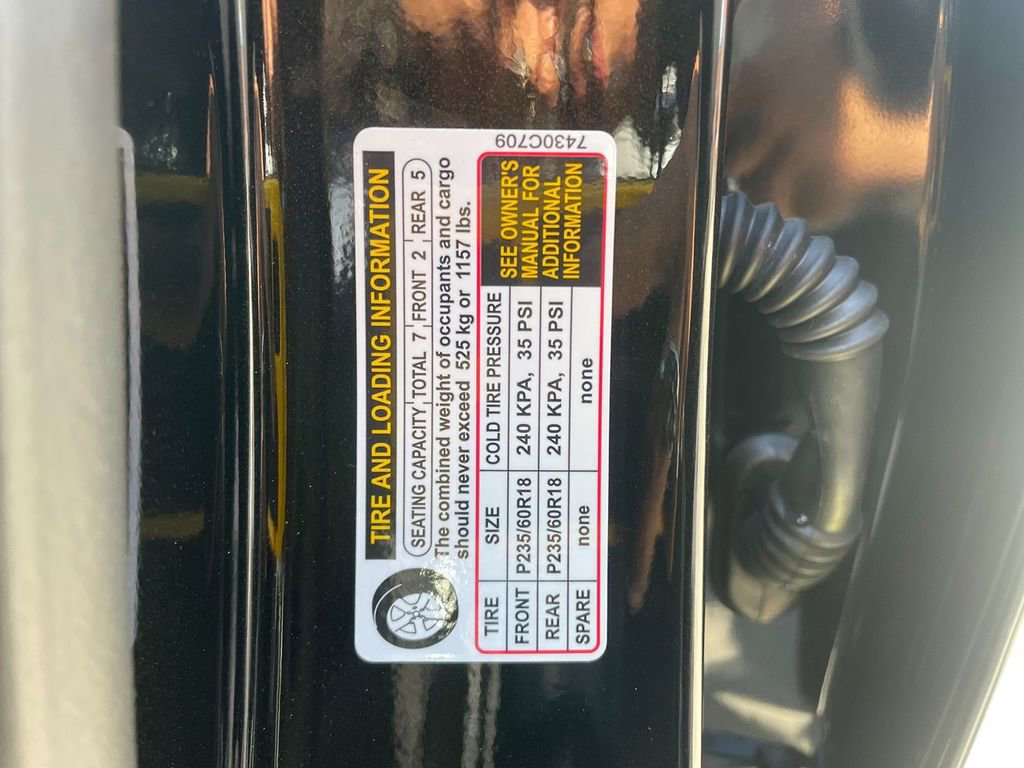 7430C709
TIRE AND LOADING INFORMATION
SEATING CAPACITY TOTAL 7 FRONT 2 REAR 5
The combined weight of occupants and cargo
should never exceed 525 kg or 1157 lbs.
TIRE SIZE COLD TIRE PRESSURE
FRONT P235/60R18 240 KPA, 35 PSI
REAR P235/60R18 240 KPA, 35 PSI
SPARE none none
SEE OWNER'S
MANUAL FOR
ADDITIONAL
INFORMATION